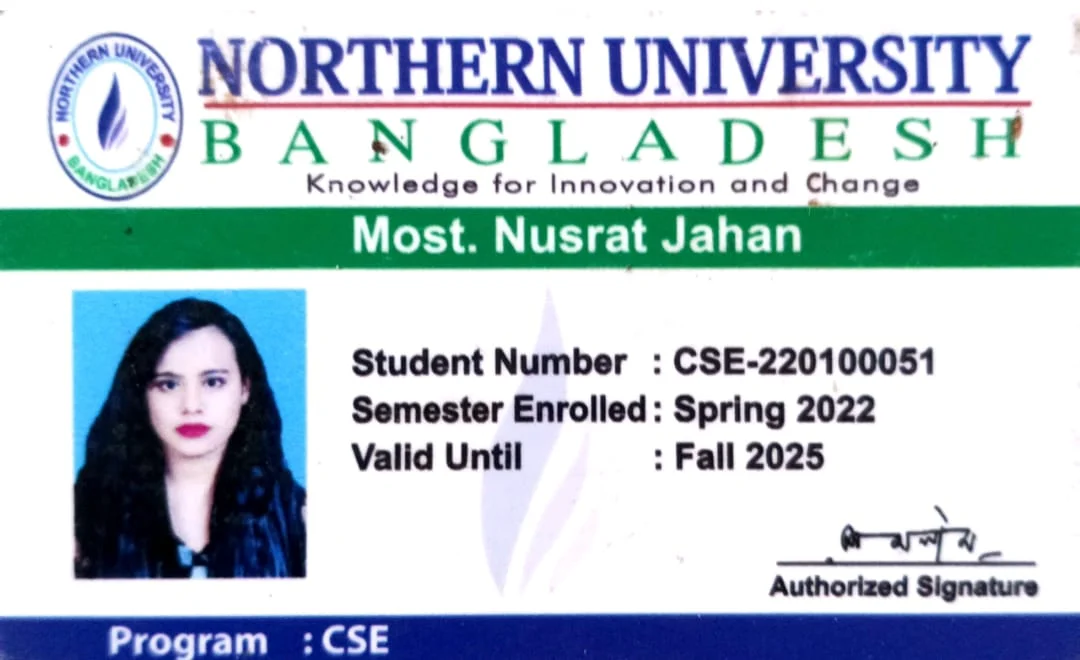 NORTHERN UNIVERSITY
BANGLADESH
NORTHERN UNIVERSITY
BANGLADESH
Knowledge for Innovation and Change
Most. Nusrat Jahan
Student Number : CSE-220100051
Semester Enrolled : Spring 2022
Valid Until : Fall 2025
Authorized Signature
Program : CSE